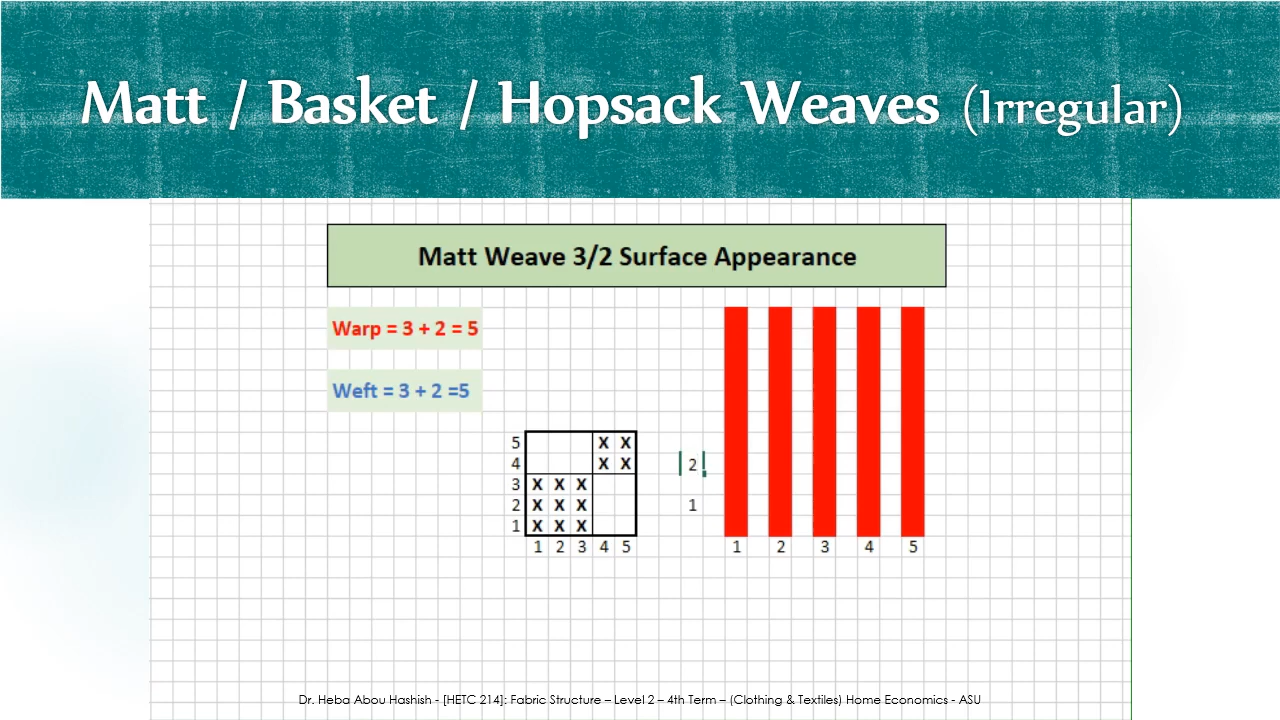 Matt / Basket / Hopsack Weaves (Irregular)
Matt Weave 3/2 Surface Appearance
Warp = 3 + 2 = 5
Weft = 3 + 2 =5
5 X X
4 X X
3 X X X
2 X X X
1 X X X
1 2 3 4 5
2
1
1 2 3 4 5
Dr. Heba Abou Hashish - [HETC 214]: Fabric Structure – Level 2 – 4th Term – (Clothing & Textiles) Home Economics - ASU